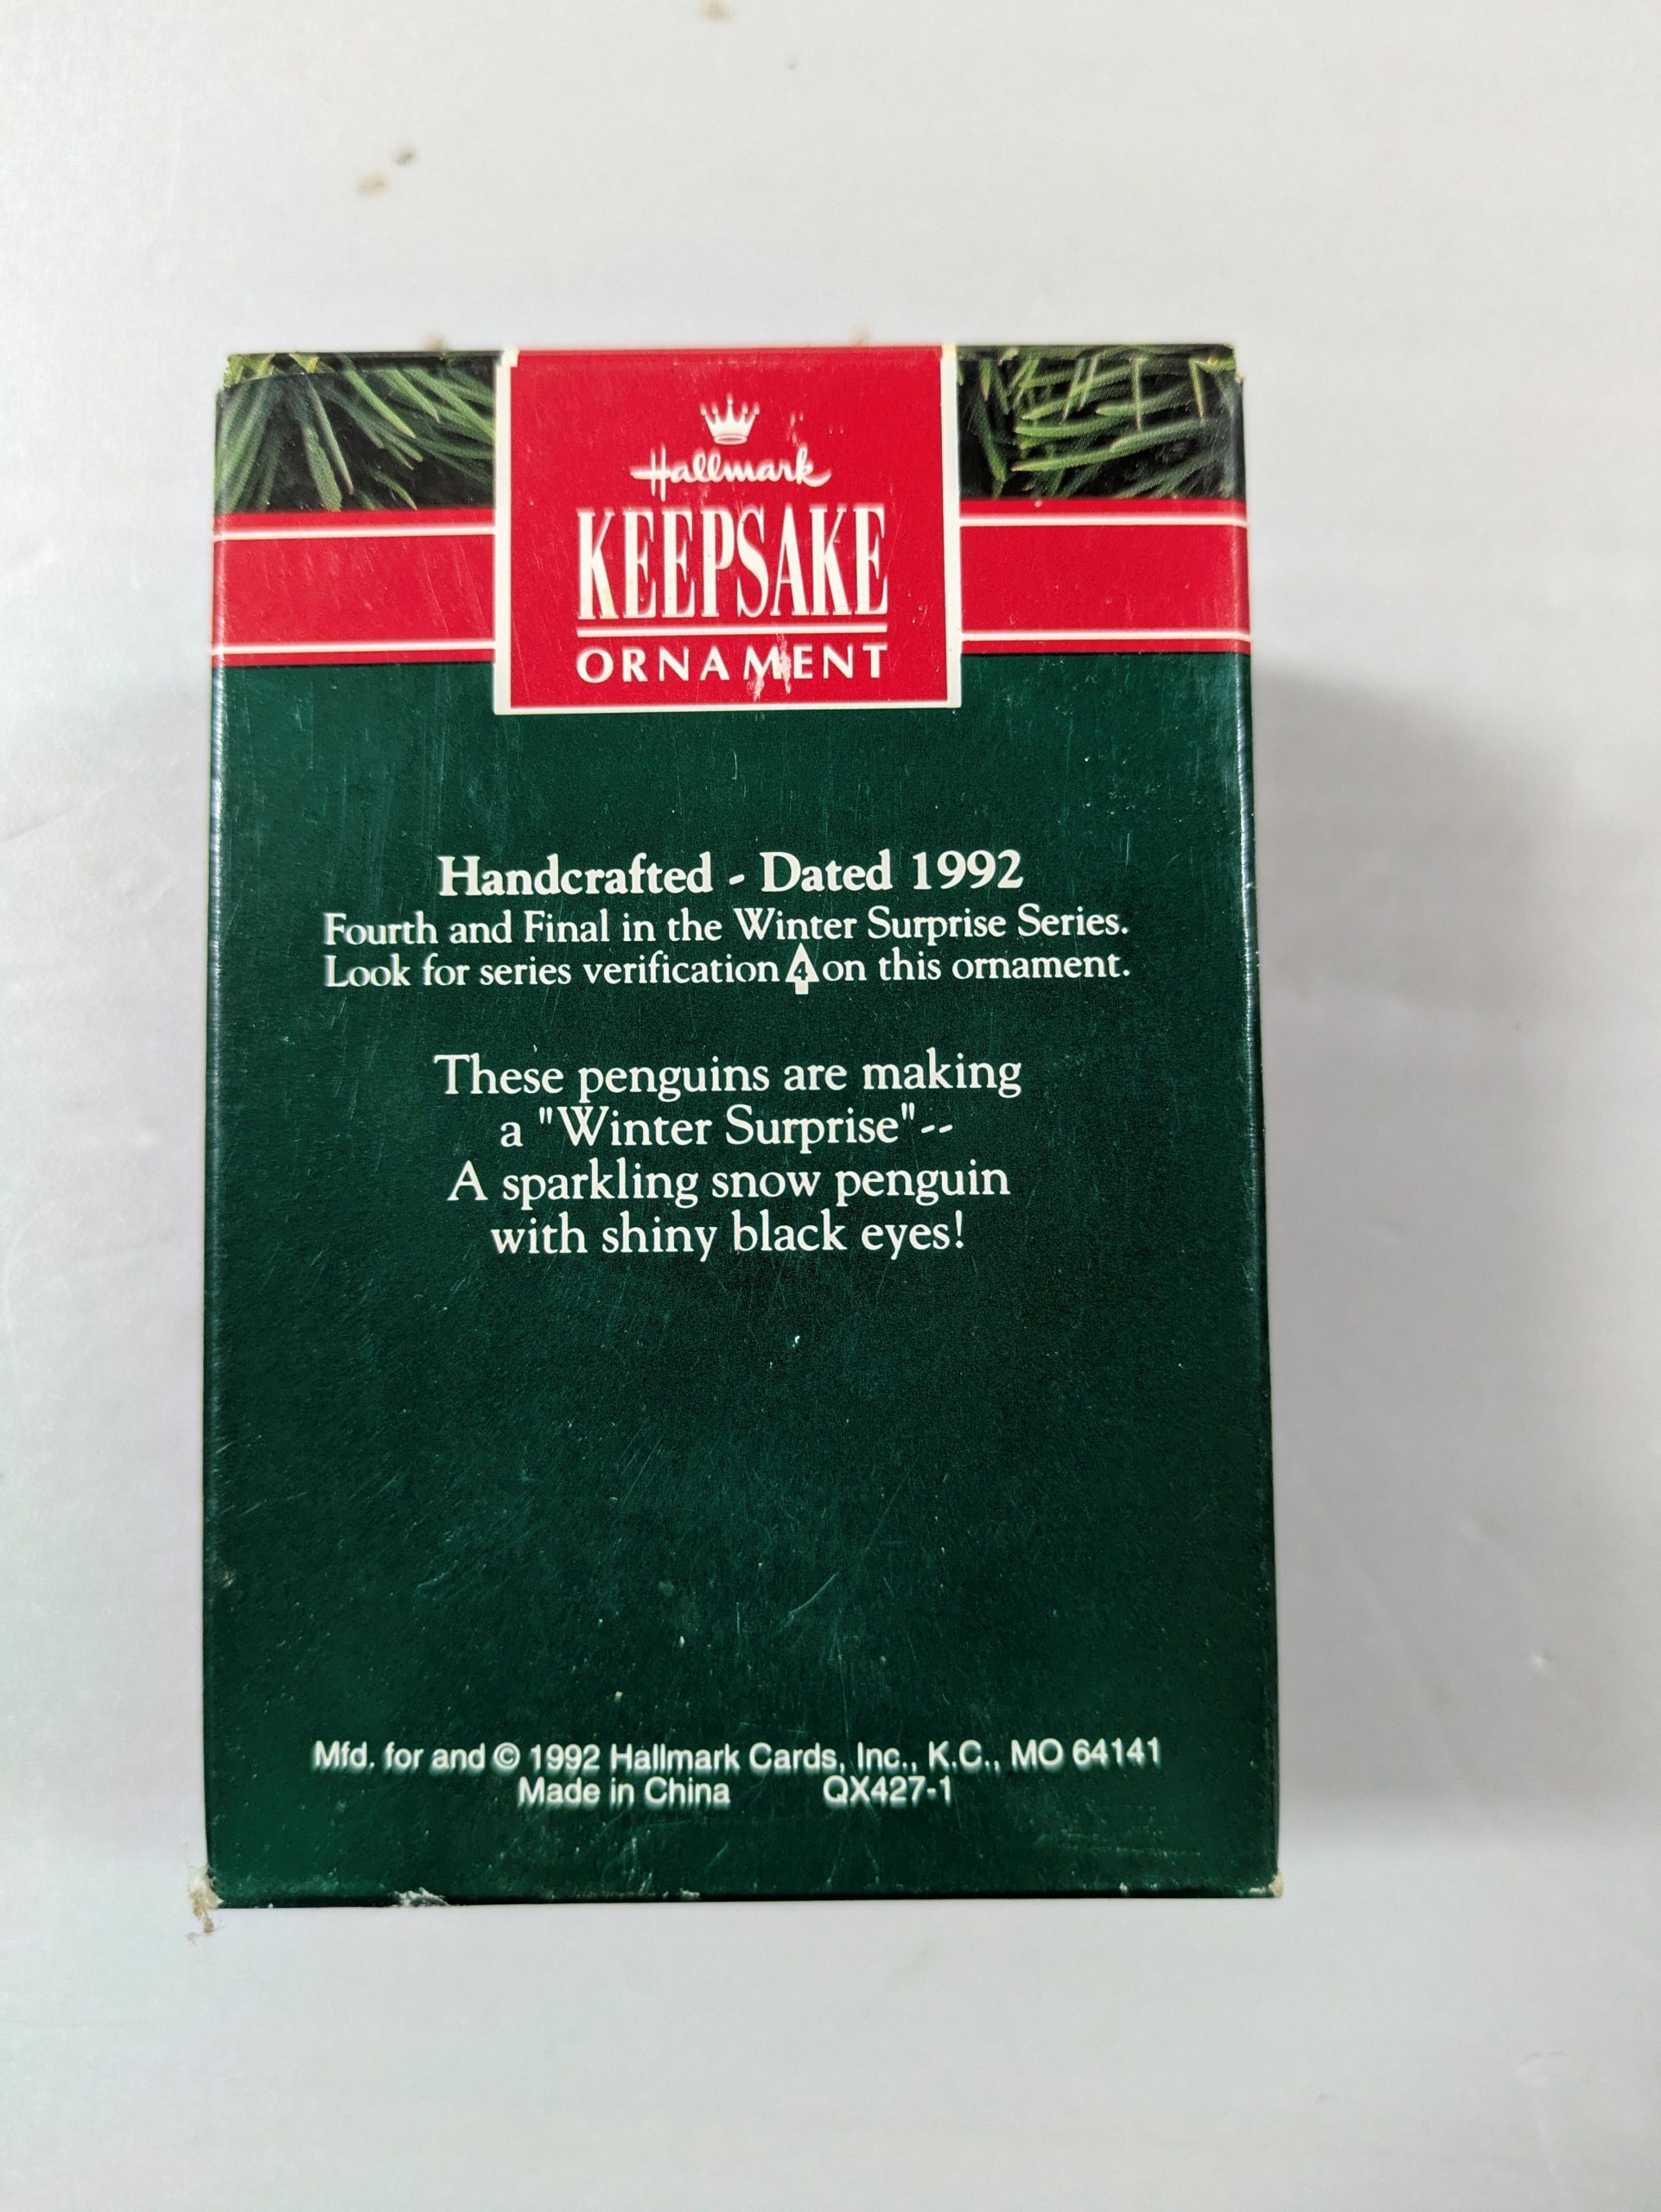 Hallmark
KEEPSAKE
ORNAMENT
Handcrafted - Dated 1992
Fourth and Final in the Winter Surprise Series.
Look for series verification 4 on this ornament.
These penguins are making
a "Winter Surprise"--
A sparkling snow penguin
with shiny black eyes!
Mfd. for and © 1992 Hallmark Cards, Inc., K.C., MO 64141
Made in China QX427-1